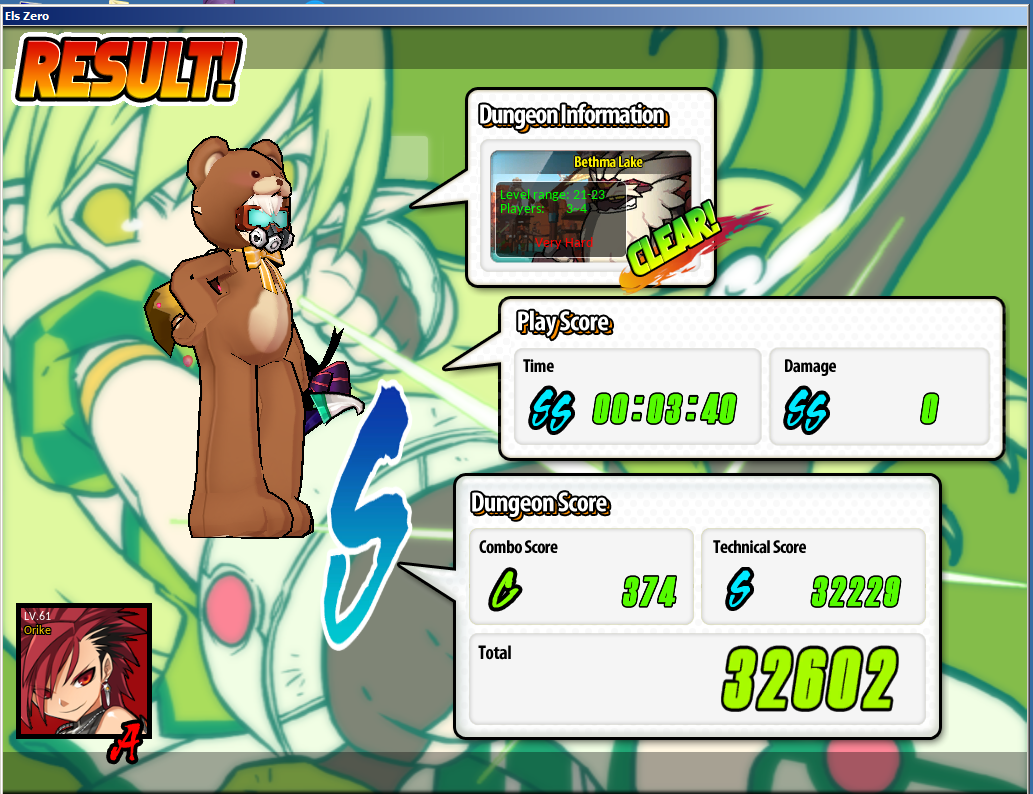 Els Zero
RESULT!
Dungeon Information
Bethma Lake
Level range: 21-23
Players: 3~4
Very Hard
CLEAR!
Play Score
Time
SS 00:03:40
Damage
SS 0
S
Dungeon Score
Combo Score
C 374
Technical Score
S 32229
Total
32602
LV.61
Orike
A